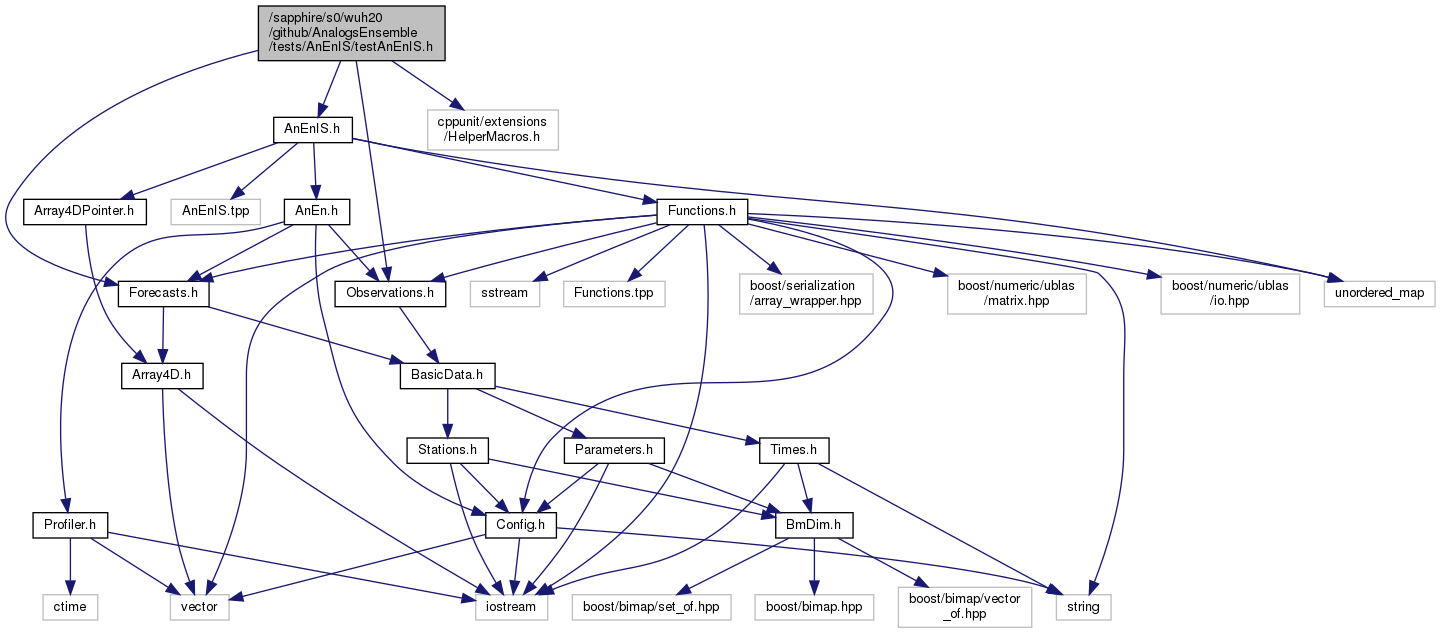 /sapphire/s0/wuh20
/github/AnalogsEnsemble
/tests/AnEnIS/testAnEnIS.h
cppunit/extensions
/HelperMacros.h
AnEnIS.h
Array4DPointer.h
AnEnIS.tpp
AnEn.h
Functions.h
Forecasts.h
Observations.h
sstream
Functions.tpp
boost/serialization
/array_wrapper.hpp
boost/numeric/ublas
/matrix.hpp
boost/numeric/ublas
/io.hpp
unordered_map
Array4D.h
BasicData.h
Stations.h
Parameters.h
Times.h
Profiler.h
Config.h
BmDim.h
ctime
vector
iostream
boost/bimap/set_of.hpp
boost/bimap.hpp
boost/bimap/vector
_of.hpp
string